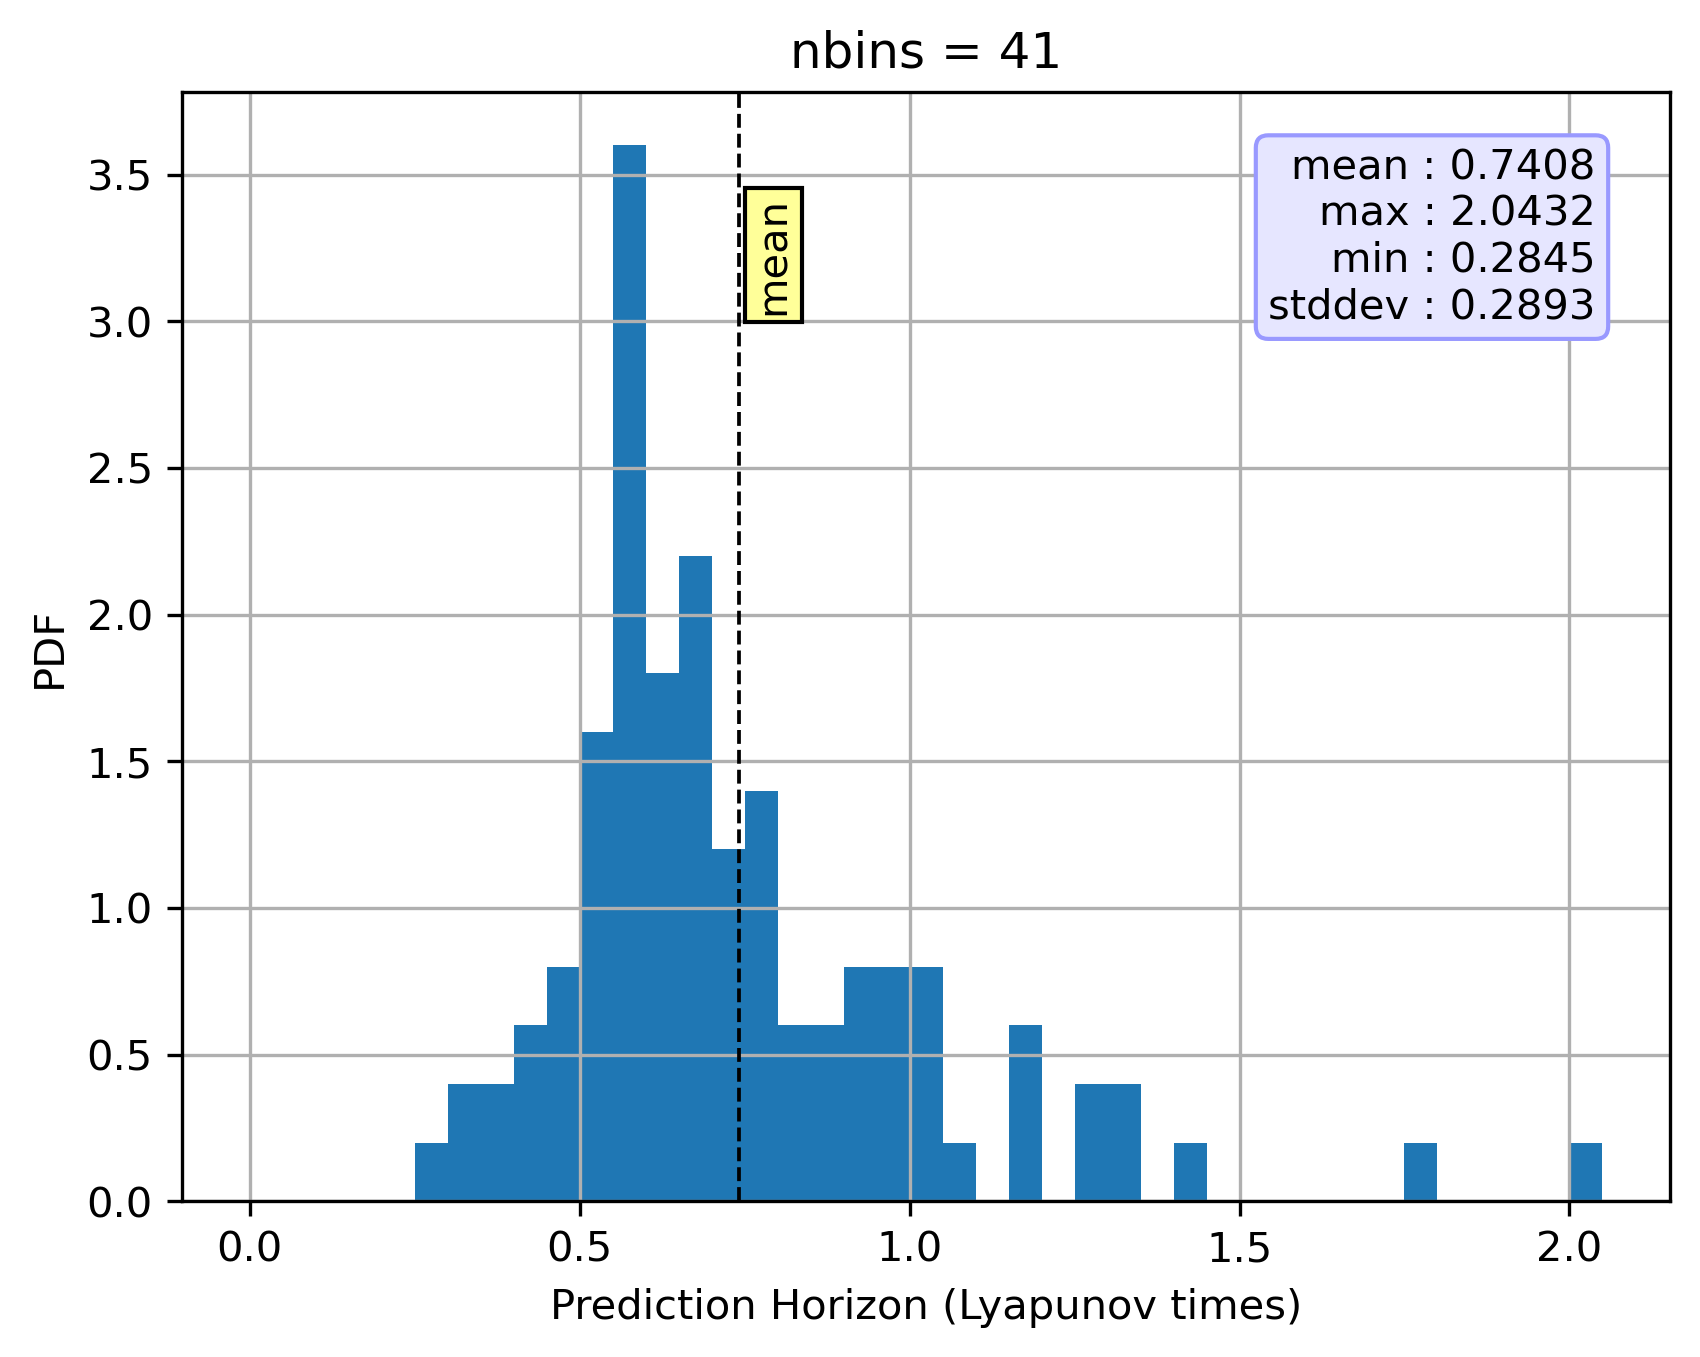 nbins = 41
mean : 0.7408
max : 2.0432
min : 0.2845
stddev : 0.2893
mean
PDF
3.5
3.0
2.5
2.0
1.5
1.0
0.5
0.0
0.0 0.5 1.0 1.5 2.0
Prediction Horizon (Lyapunov times)